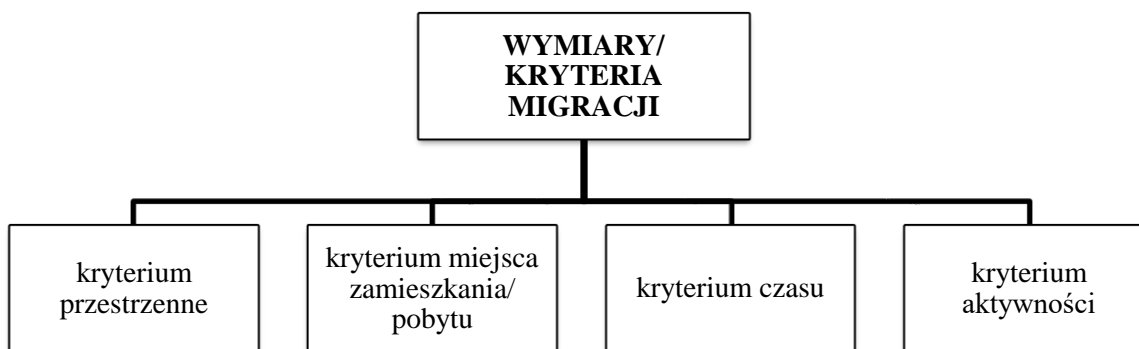 WYMIARY/
KRYTERIA
MIGRACJI
kryterium
przestrzenne
kryterium miejsca
zamieszkania/
pobytu
kryterium czasu
kryterium
aktywności